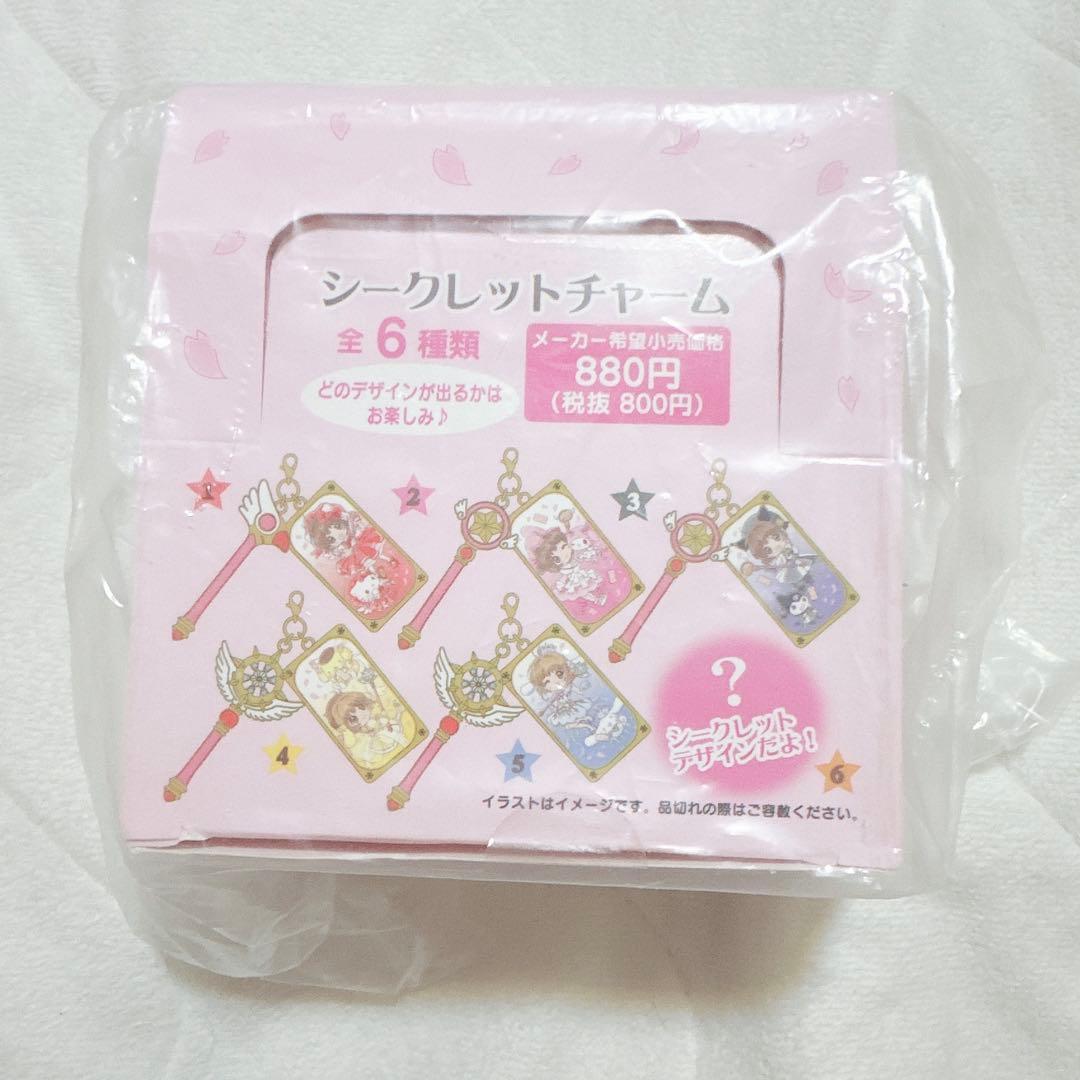 シークレットチャーム
全6種類
メーカー希望小売価格
880円
(税抜 800円)
どのデザインが出るかは
お楽しみ♪
1
2
3
4
5
?
シークレット
デザインだよ!
6
イラストはイメージです。品切れの際はご容赦ください。